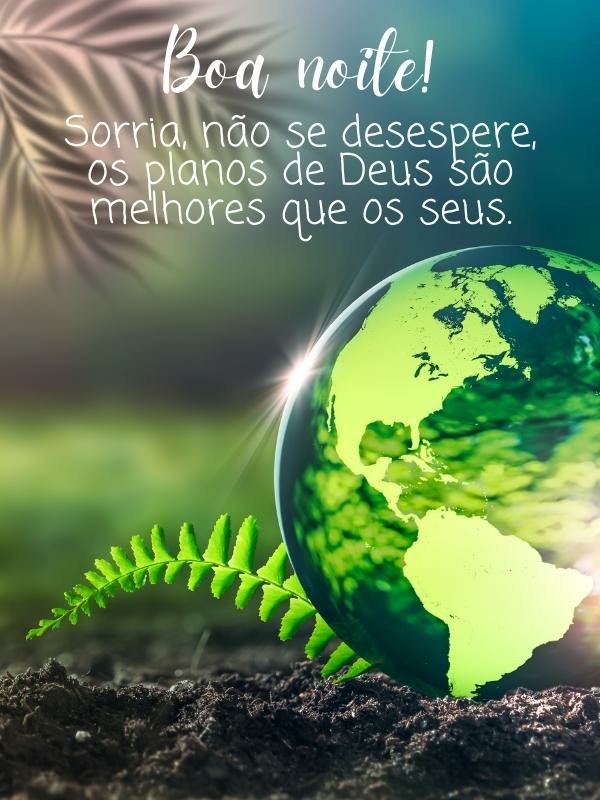 Boa noite!
Sorria, não se desespere,
os planos de Deus são
melhores que os seus.